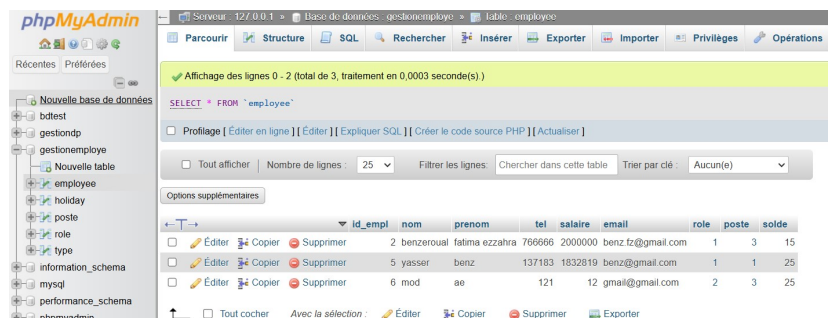 phpMyAdmin
Récentes Préférées
Nouvelle base de données
bdtest
gestiondp
gestionemploye
Nouvelle table
employee
holiday
poste
role
type
information_schema
mysql
performance_schema
phpmyadmin
Serveur : 127.0.0.1 » Base de données : gestionemploye » Table : employee
Parcourir Structure SQL Rechercher Insérer Exporter Importer Privilèges Opérations
Affichage des lignes 0 - 2 (total de 3, traitement en 0,0003 seconde(s).)
SELECT * FROM `employee`
Profilage [ Éditer en ligne ] [ Éditer ] [ Expliquer SQL ] [ Créer le code source PHP ] [ Actualiser ]
Tout afficher Nombre de lignes : 25 Filtrer les lignes: Chercher dans cette table Trier par clé : Aucun(e)
Options supplémentaires
←T→ id_empl nom prenom tel salaire email role poste solde
Éditer Copier Supprimer 2 benzeroual fatima ezzahra 766666 2000000 benz.fz@gmail.com 1 3 15
Éditer Copier Supprimer 5 yasser benz 137183 1832819 benz@gmail.com 1 1 25
Éditer Copier Supprimer 6 mod ae 121 12 gmail@gmail.com 2 3 25
Tout cocher Avec la sélection : Éditer Copier Supprimer Exporter